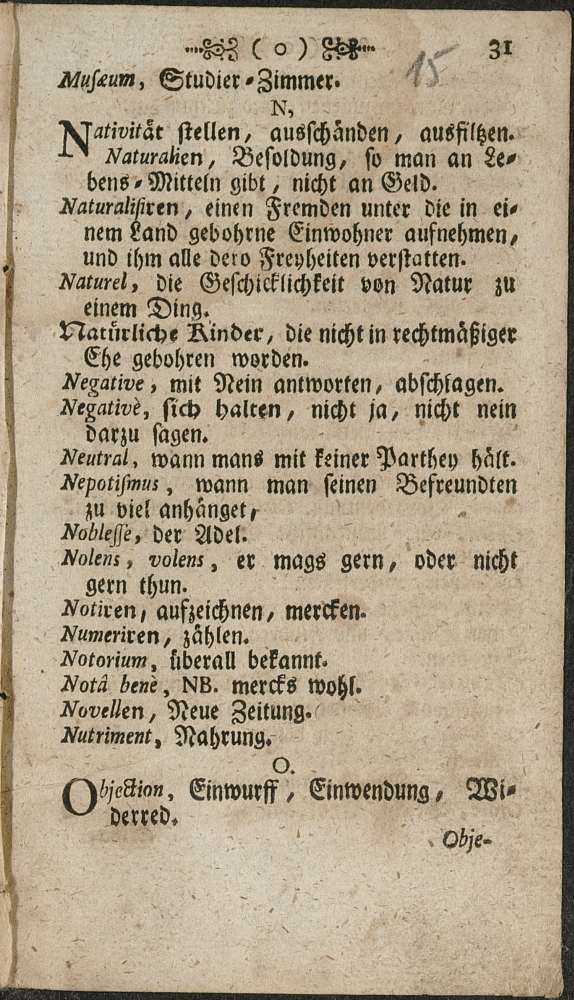 ( o ) 31
15
Musæum, Studier-Zimmer.
N,
Nativität stellen, ausschänden, ausfiltzen.
Naturalien, Besoldung, so man an Le-
bens-Mitteln gibt, nicht an Geld.
Naturalisiren, einen Fremden unter die in ei-
nem Land gebohrne Einwohner aufnehmen,
und ihm alle dero Freyheiten verstatten.
Naturel, die Geschicklichkeit von Natur zu
einem Ding.
Natürliche Kinder, die nicht in rechtmäßiger
Ehe gebohren worden.
Negative, mit Nein antworten, abschlagen.
Negativè, sich halten, nicht ja, nicht nein
darzu sagen.
Neutral, wann mans mit keiner Parthey hält.
Nepotismus, wann man seinen Befreundten
zu viel anhänget,
Noblesse, der Adel.
Nolens, volens, er mags gern, oder nicht
gern thun.
Notiren, aufzeichnen, mercken.
Numeriren, zählen.
Notorium, überall bekannt.
Notâ benè, NB. mercks wohl.
Novellen, Neue Zeitung.
Nutriment, Nahrung.
O.
Objection, Einwurff, Einwendung, Wi-
derred.
Obje-